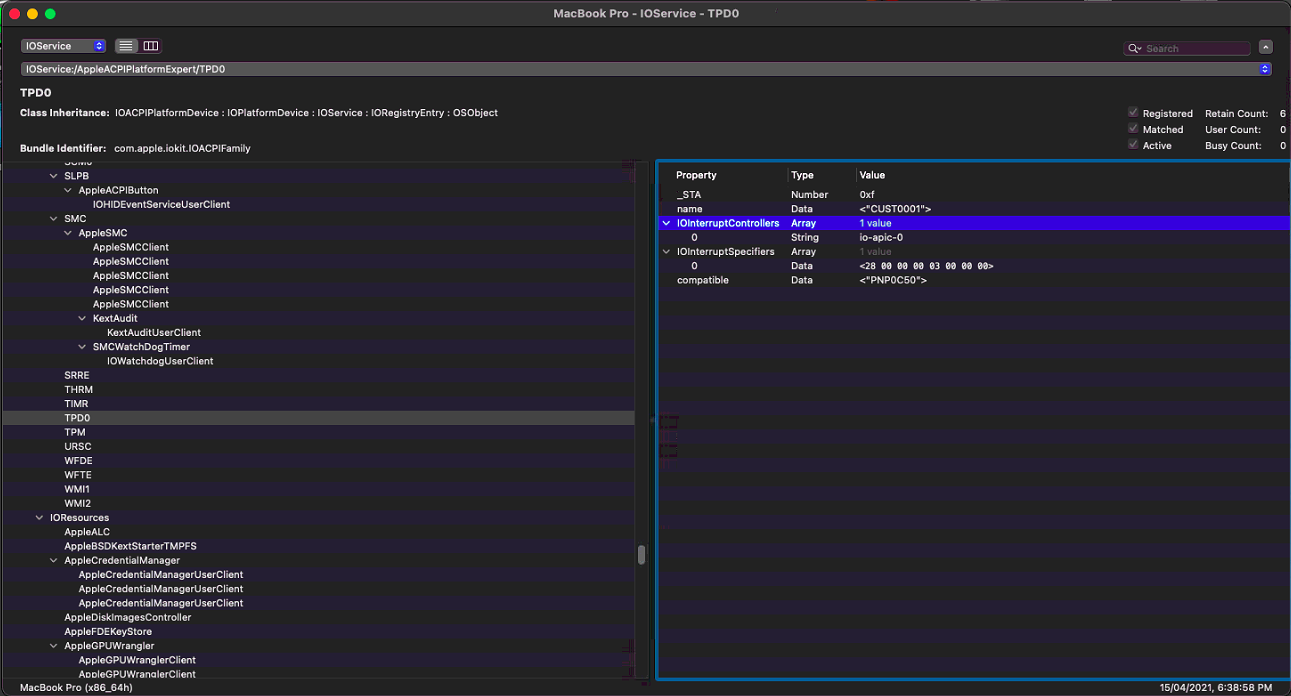 MacBook Pro - IOService - TPD0
IOService
Search
IOService:/AppleACPIPlatformExpert/TPD0
TPD0
Class Inheritance: IOACPIPlatformDevice : IOPlatformDevice : IOService : IORegistryEntry : OSObject
Bundle Identifier: com.apple.iokit.IOACPIFamily
Registered Retain Count: 6
Matched User Count: 0
Active Busy Count: 0
SLPB
AppleACPIButton
IOHIDEventServiceUserClient
SMC
AppleSMC
AppleSMCClient
AppleSMCClient
AppleSMCClient
AppleSMCClient
AppleSMCClient
KextAudit
KextAuditUserClient
SMCWatchDogTimer
IOWatchdogUserClient
SRRE
THRM
TIMR
TPD0
TPM
URSC
WFDE
WFTE
WMI1
WMI2
IOResources
AppleALC
AppleBSDKextStarterTMPFS
AppleCredentialManager
AppleCredentialManagerUserClient
AppleCredentialManagerUserClient
AppleCredentialManagerUserClient
AppleDiskImagesController
AppleFDEKeyStore
AppleGPUWrangler
AppleGPUWranglerClient
AppleGPUWranglerClient
Property Type Value
_STA Number 0xf
name Data <"CUST0001">
IOInterruptControllers Array 1 value
0 String io-apic-0
IOInterruptSpecifiers Array 1 value
0 Data <28 00 00 00 03 00 00 00>
compatible Data <"PNP0C50">
MacBook Pro (x86_64h)
15/04/2021, 6:38:58 PM